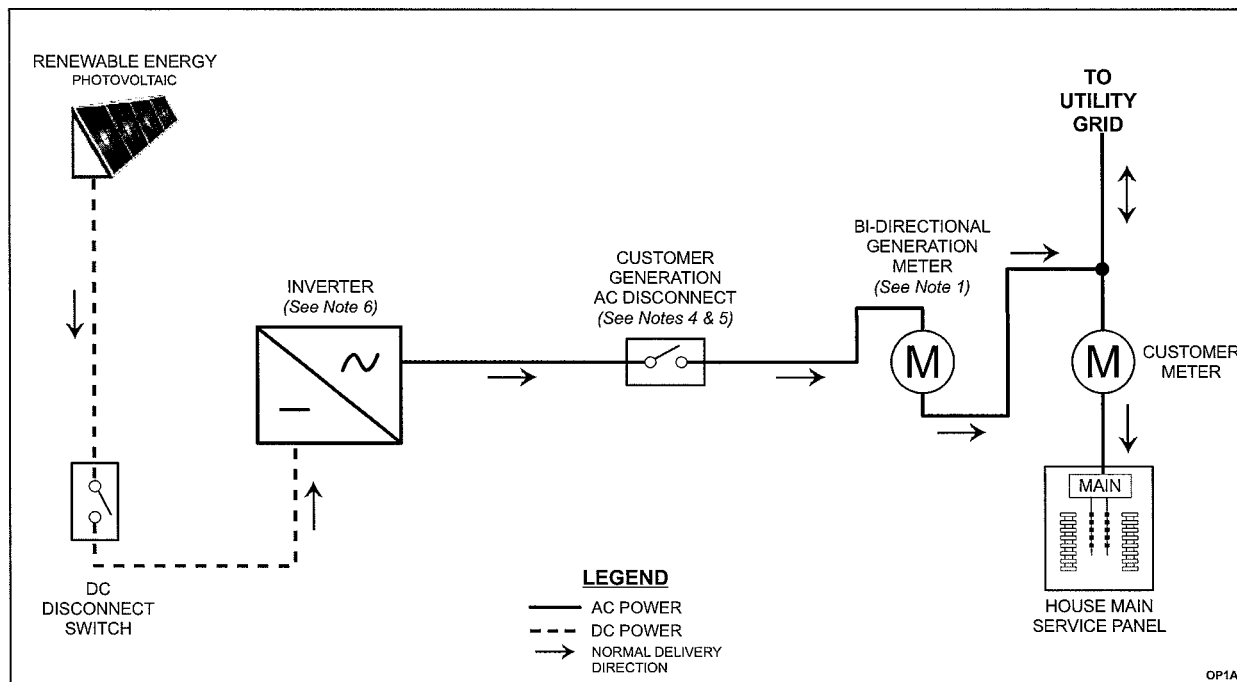 RENEWABLE ENERGY
PHOTOVOLTAIC
TO
UTILITY
GRID
BI-DIRECTIONAL
GENERATION
METER
(See Note 1)
CUSTOMER
GENERATION
AC DISCONNECT
(See Notes 4 & 5)
INVERTER
(See Note 6)
M
M
CUSTOMER
METER
MAIN
DC
DISCONNECT
SWITCH
LEGEND
AC POWER
DC POWER
NORMAL DELIVERY
DIRECTION
HOUSE MAIN
SERVICE PANEL
OP1A